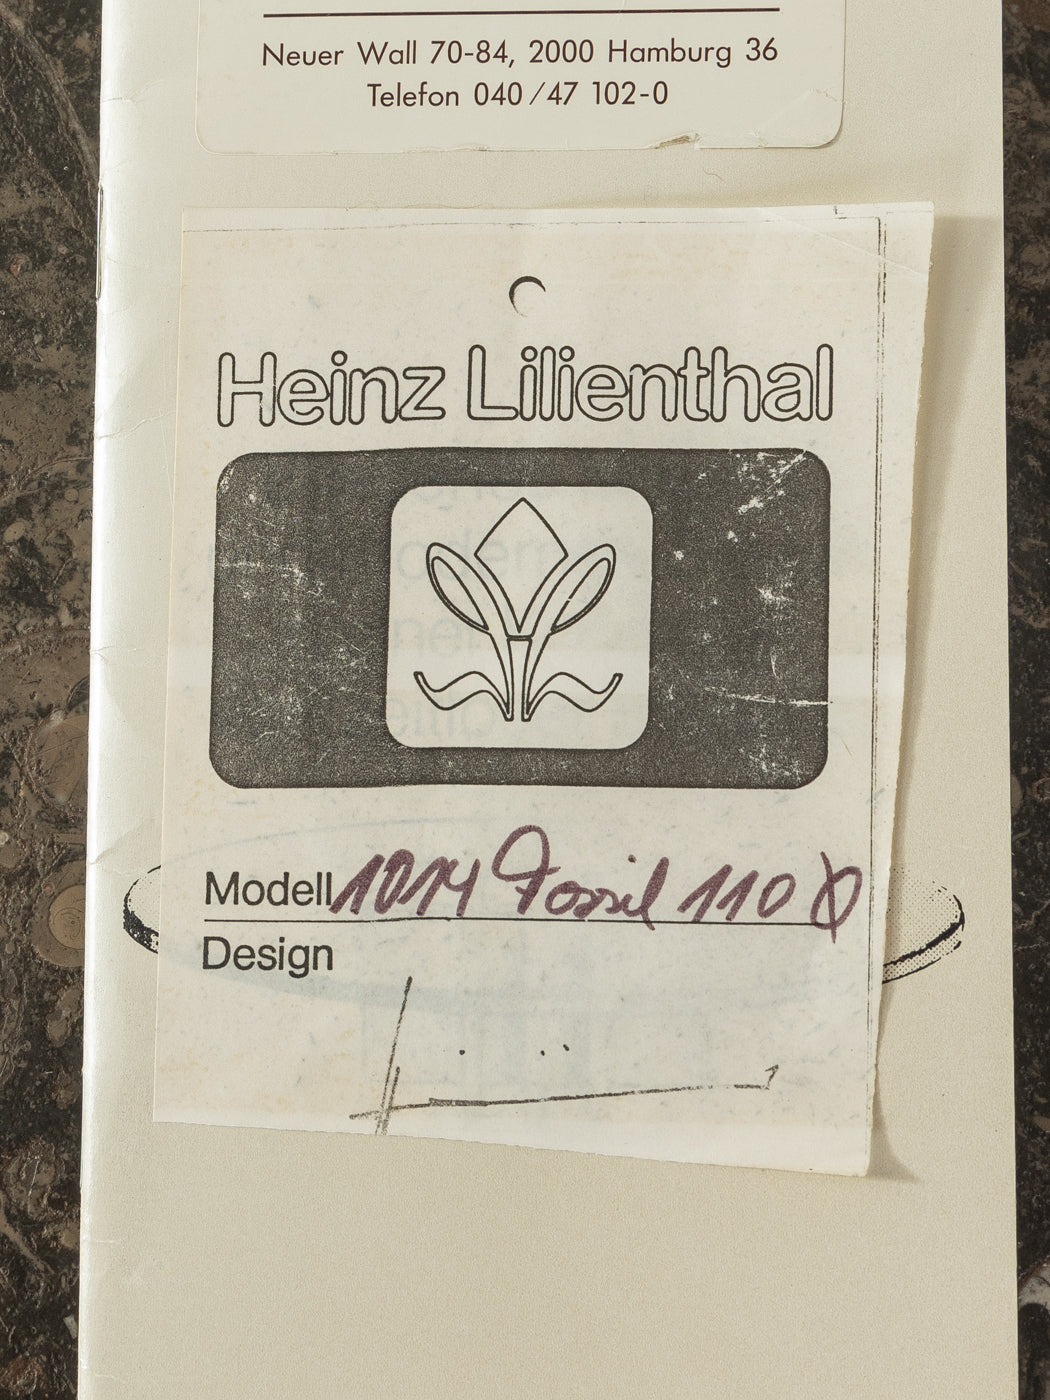 Neuer Wall 70-84, 2000 Hamburg 36
Telefon 040/47 102-0
Heinz Lilienthal
Modell 1014 Fossil 110 Ø
Design